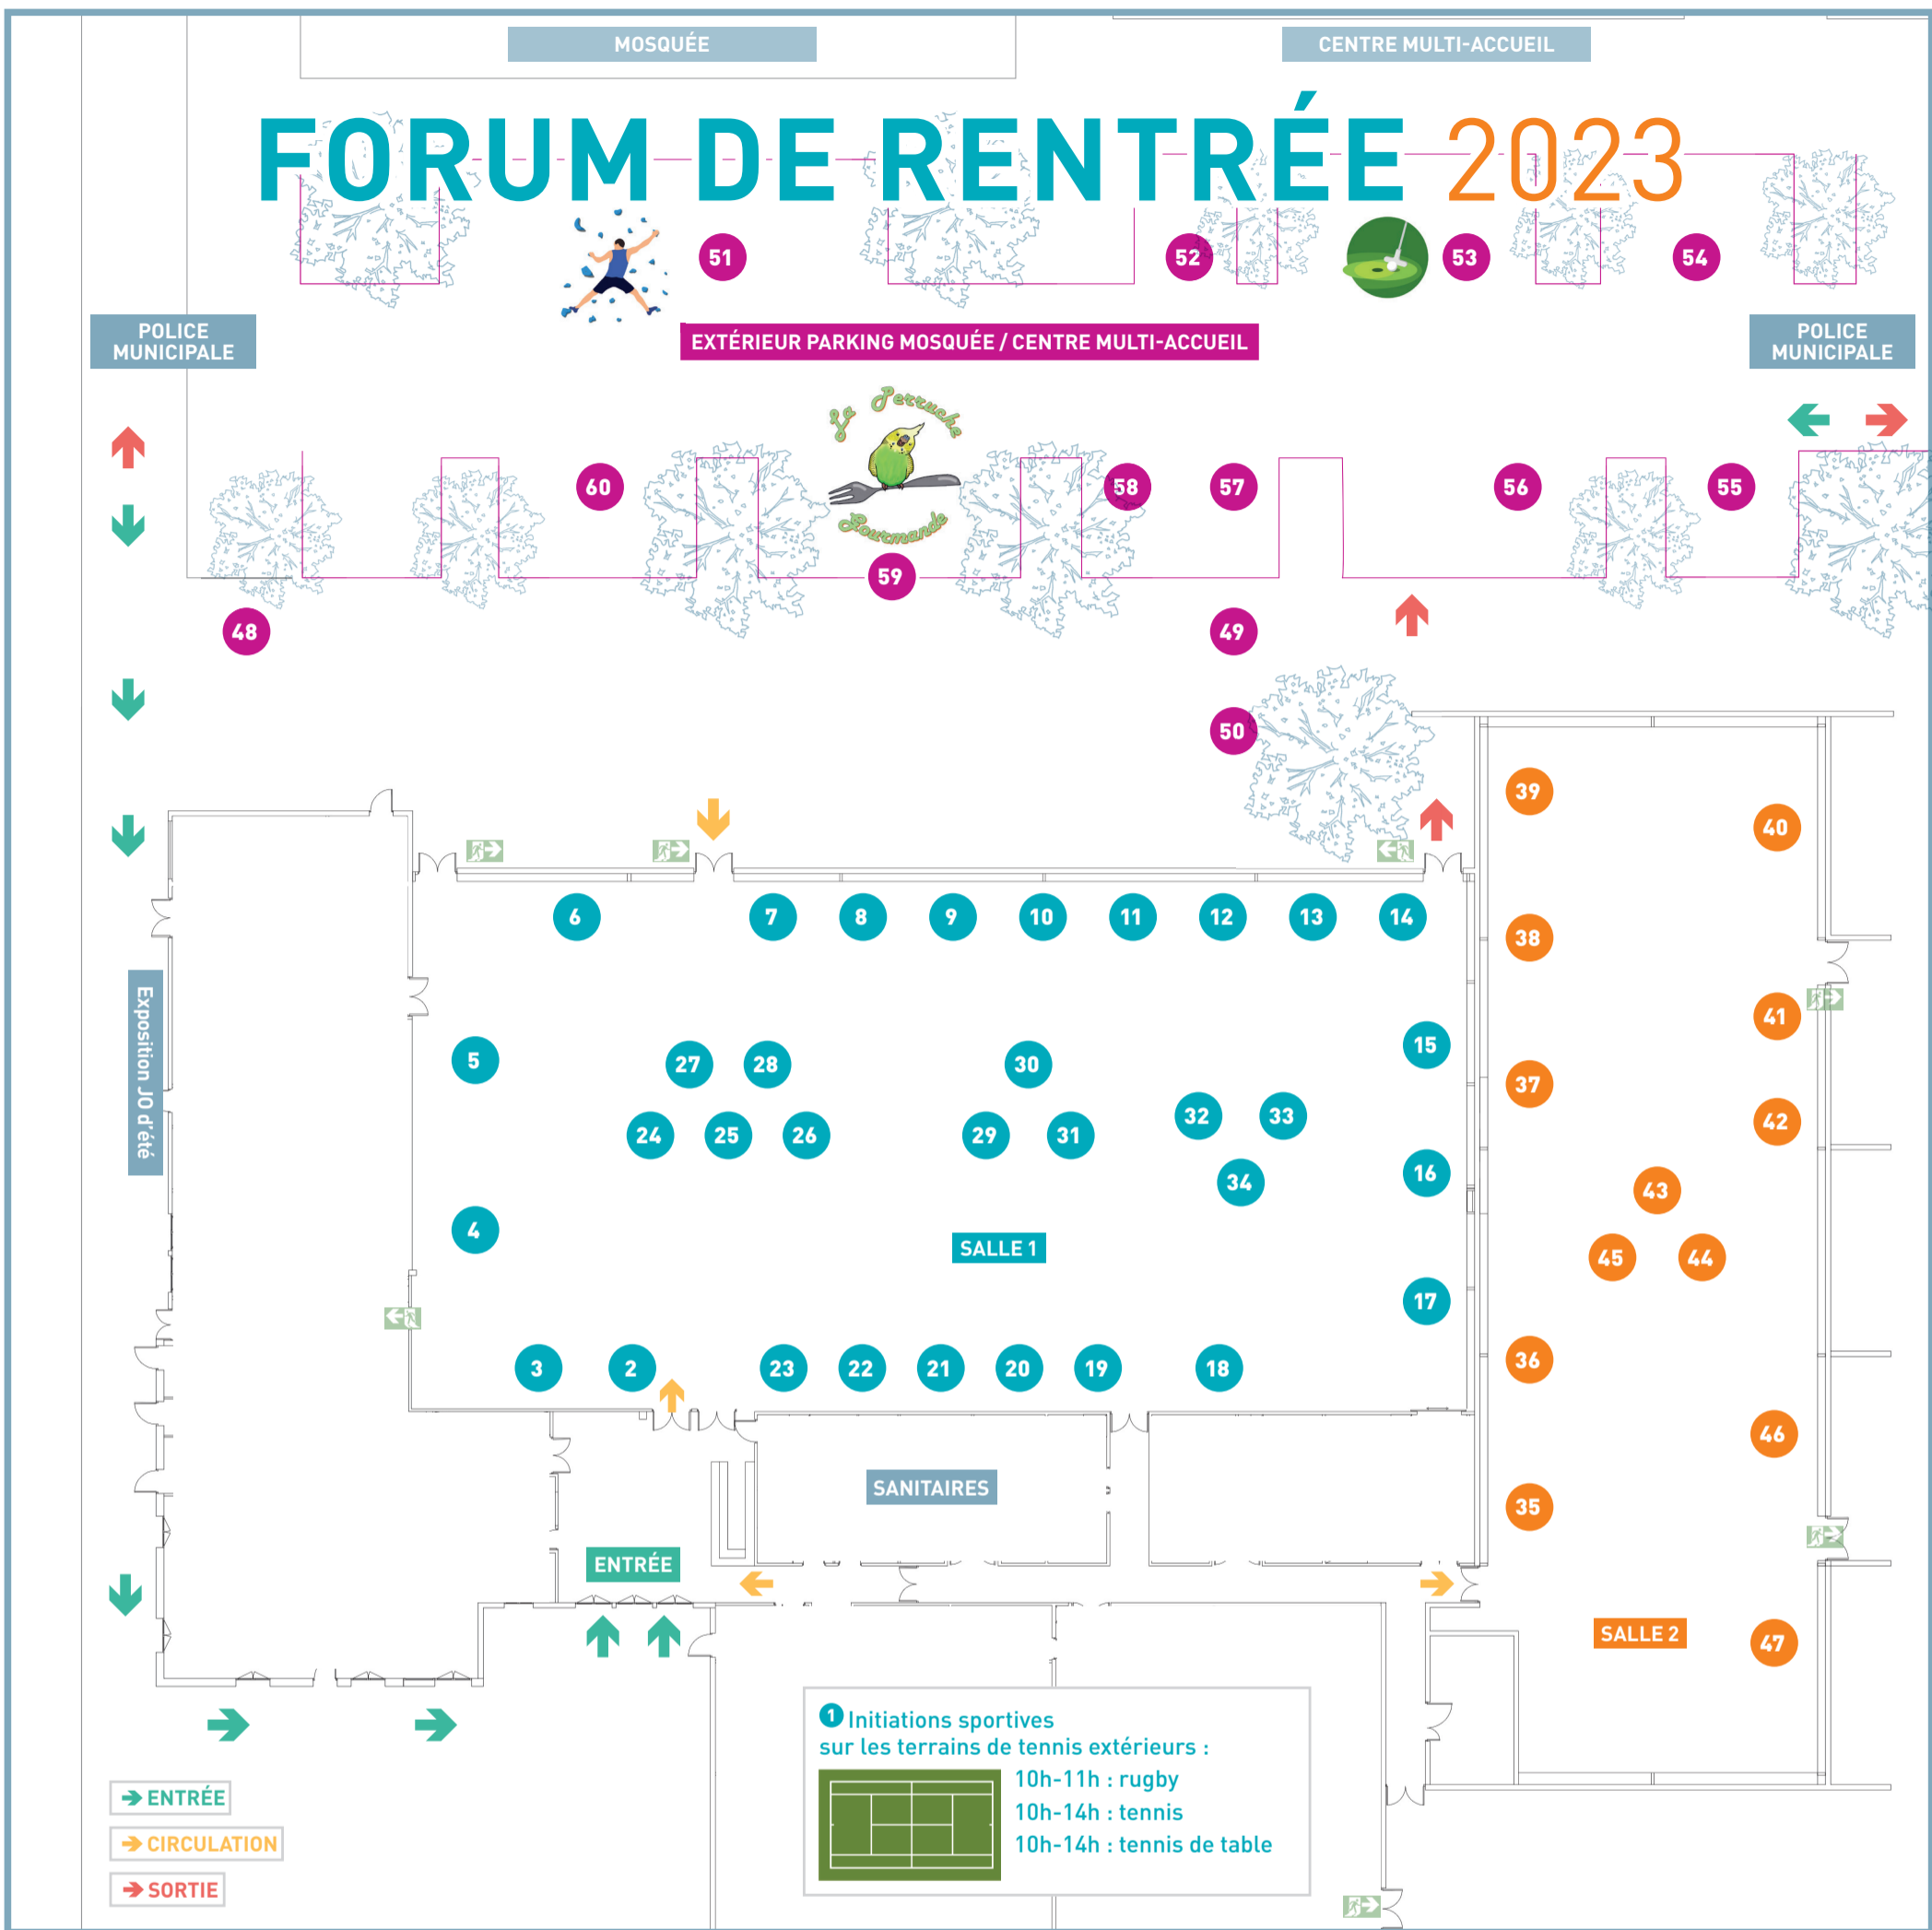 MOSQUÉE
CENTRE MULTI-ACCUEIL
FORUM DE RENTRÉE 2023
51
52
53
54
POLICE
MUNICIPALE
EXTÉRIEUR PARKING MOSQUÉE / CENTRE MULTI-ACCUEIL
POLICE
MUNICIPALE
La Perruche
Gourmande
60
58
57
56
55
59
48
49
50
39
40
6
7
8
9
10
11
12
13
14
38
Exposition JO d'été
5
27
28
30
15
41
37
24
25
26
29
31
32
33
42
34
16
43
4
SALLE 1
45
44
17
3
2
23
22
21
20
19
18
36
46
SANITAIRES
35
ENTRÉE
SALLE 2
47
1 Initiations sportives
sur les terrains de tennis extérieurs :
10h-11h : rugby
10h-14h : tennis
10h-14h : tennis de table
ENTRÉE
CIRCULATION
SORTIE